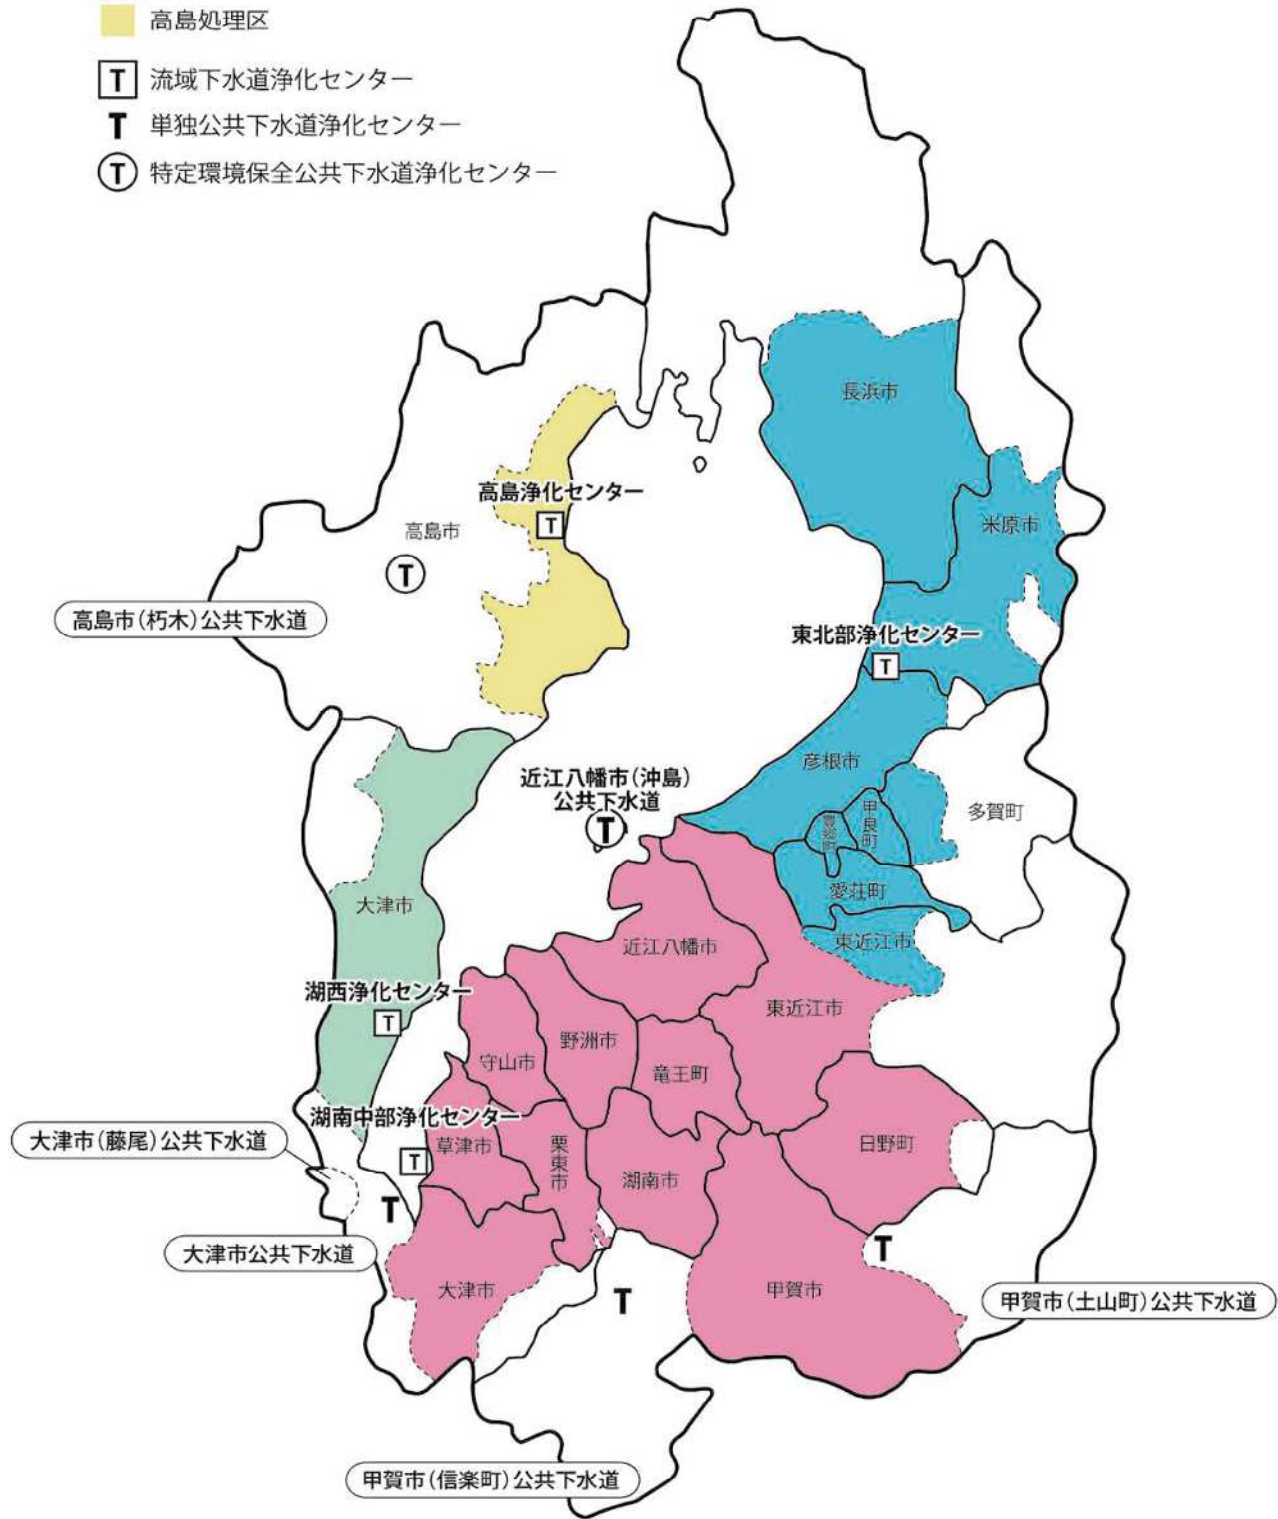 高島処理区
T 流域下水道浄化センター
T 単独公共下水道浄化センター
T 特定環境保全公共下水道浄化センター
長浜市
高島浄化センター
T
高島市
米原市
T
高島市(朽木)公共下水道
東北部浄化センター
T
彦根市
近江八幡市(沖島)
公共下水道
T
豊郷町
甲良町
多賀町
愛荘町
大津市
東近江市
近江八幡市
湖西浄化センター
T
東近江市
野洲市
守山市
竜王町
湖南中部浄化センター
T
大津市(藤尾)公共下水道
草津市
栗東市
日野町
湖南市
T
大津市公共下水道
T
大津市
甲賀市
T
甲賀市(土山町)公共下水道
甲賀市(信楽町)公共下水道